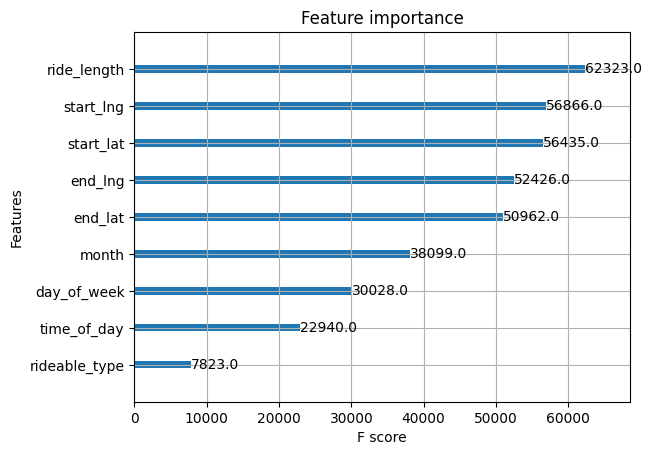 Feature importance
ride_length 62323.0
start_lng 56866.0
start_lat 56435.0
end_lng 52426.0
end_lat 50962.0
month 38099.0
day_of_week 30028.0
time_of_day 22940.0
rideable_type 7823.0
Features
0 10000 20000 30000 40000 50000 60000
F score